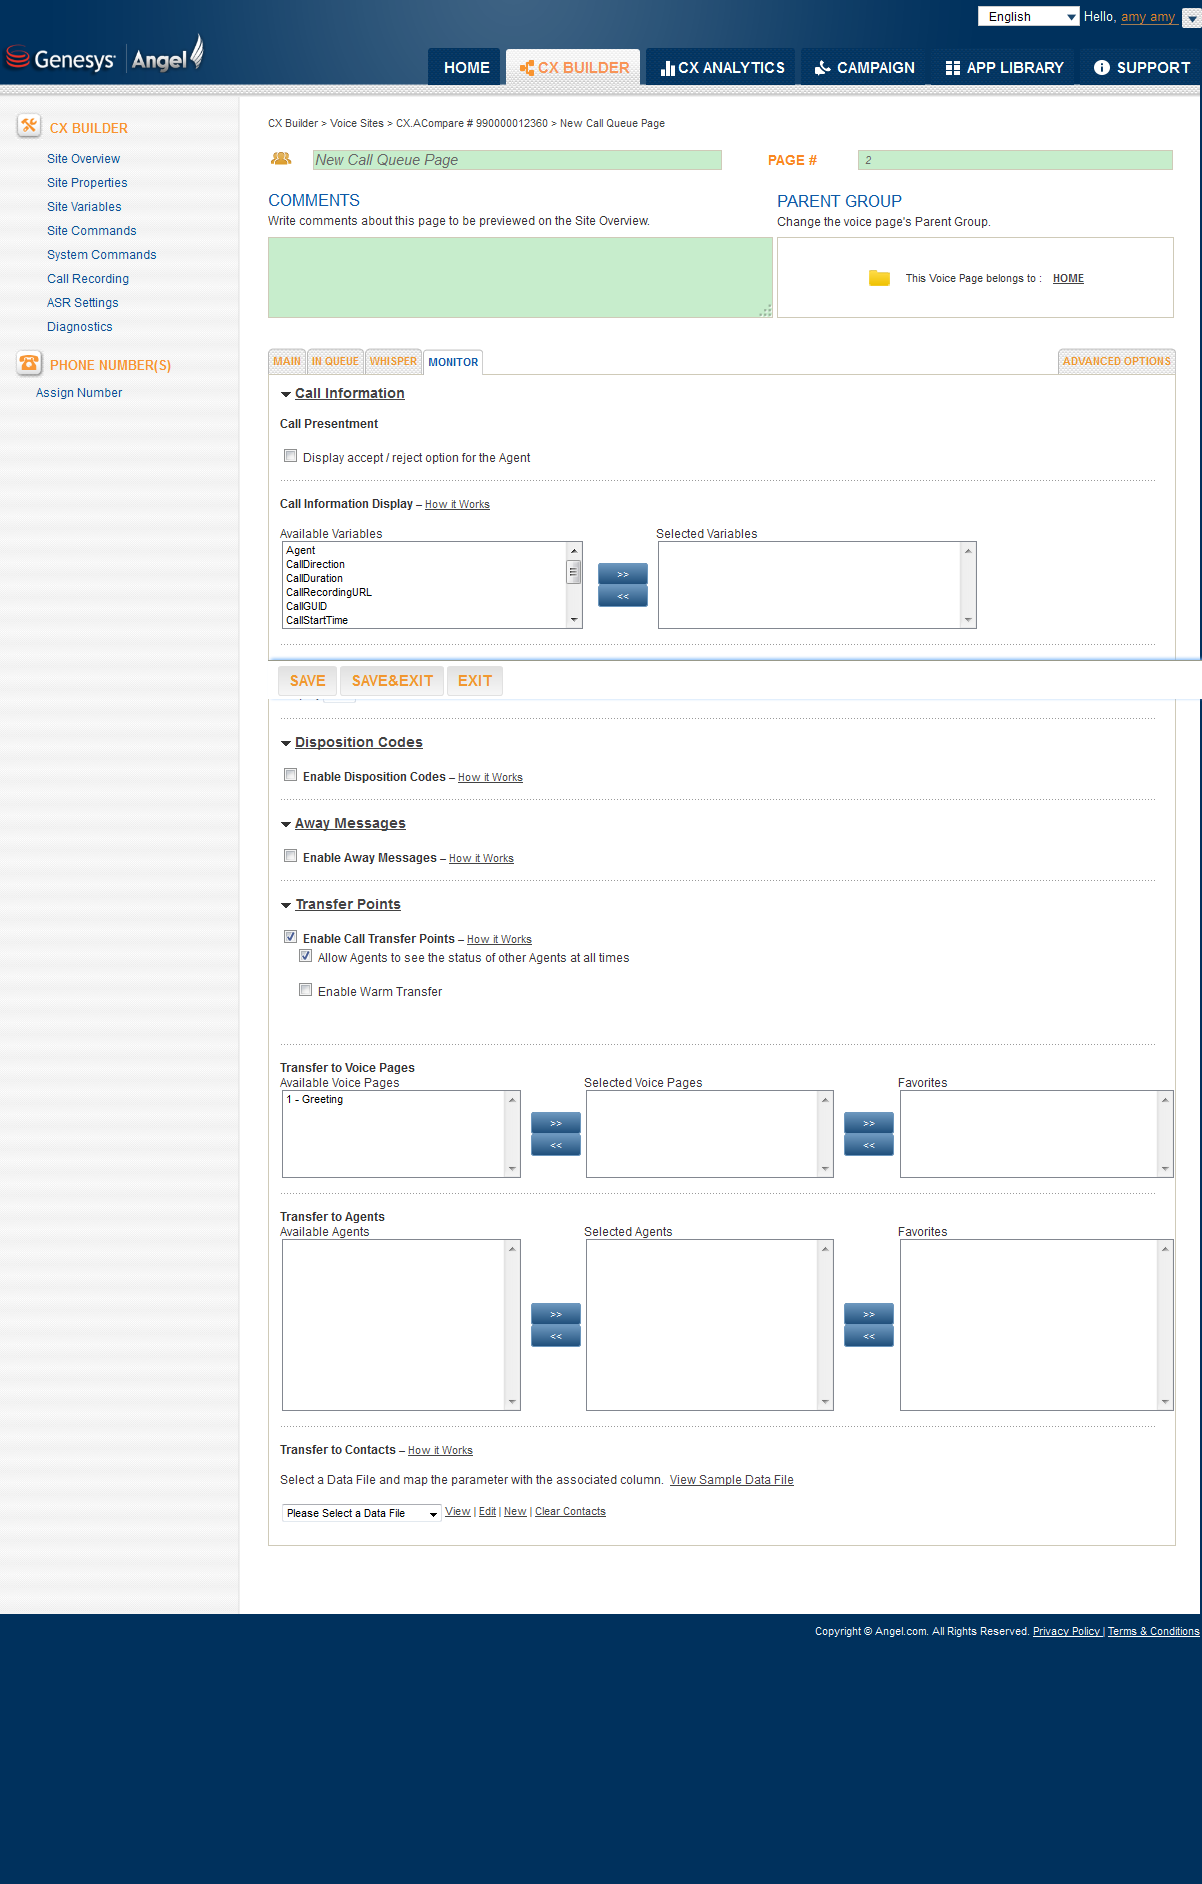 English Hello, amy amy
Genesys Angel
HOME CX BUILDER CX ANALYTICS CAMPAIGN APP LIBRARY SUPPORT
CX BUILDER
Site Overview
Site Properties
Site Variables
Site Commands
System Commands
Call Recording
ASR Settings
Diagnostics
PHONE NUMBER(S)
Assign Number
CX Builder > Voice Sites > CX.ACompare # 990000012360 > New Call Queue Page
New Call Queue Page PAGE # 2
COMMENTS
Write comments about this page to be previewed on the Site Overview.
PARENT GROUP
Change the voice page's Parent Group.
This Voice Page belongs to : HOME
MAIN IN QUEUE WHISPER MONITOR ADVANCED OPTIONS
Call Information
Call Presentment
Display accept / reject option for the Agent
Call Information Display – How it Works
Available Variables Selected Variables
Agent
CallDirection
CallDuration
CallRecordingURL
CallGUID
CallStartTime
>>
<<
SAVE SAVE&EXIT EXIT
Disposition Codes
Enable Disposition Codes – How it Works
Away Messages
Enable Away Messages – How it Works
Transfer Points
Enable Call Transfer Points – How it Works
Allow Agents to see the status of other Agents at all times
Enable Warm Transfer
Transfer to Voice Pages
Available Voice Pages Selected Voice Pages Favorites
1 - Greeting
>> >>
<< <<
Transfer to Agents
Available Agents Selected Agents Favorites
>> >>
<< <<
Transfer to Contacts – How it Works
Select a Data File and map the parameter with the associated column. View Sample Data File
Please Select a Data File View | Edit | New | Clear Contacts
Copyright © Angel.com. All Rights Reserved. Privacy Policy | Terms & Conditions